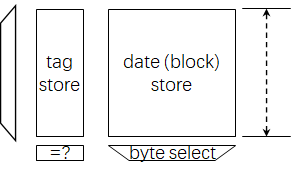 tag
store
date (block)
store
=?
byte select